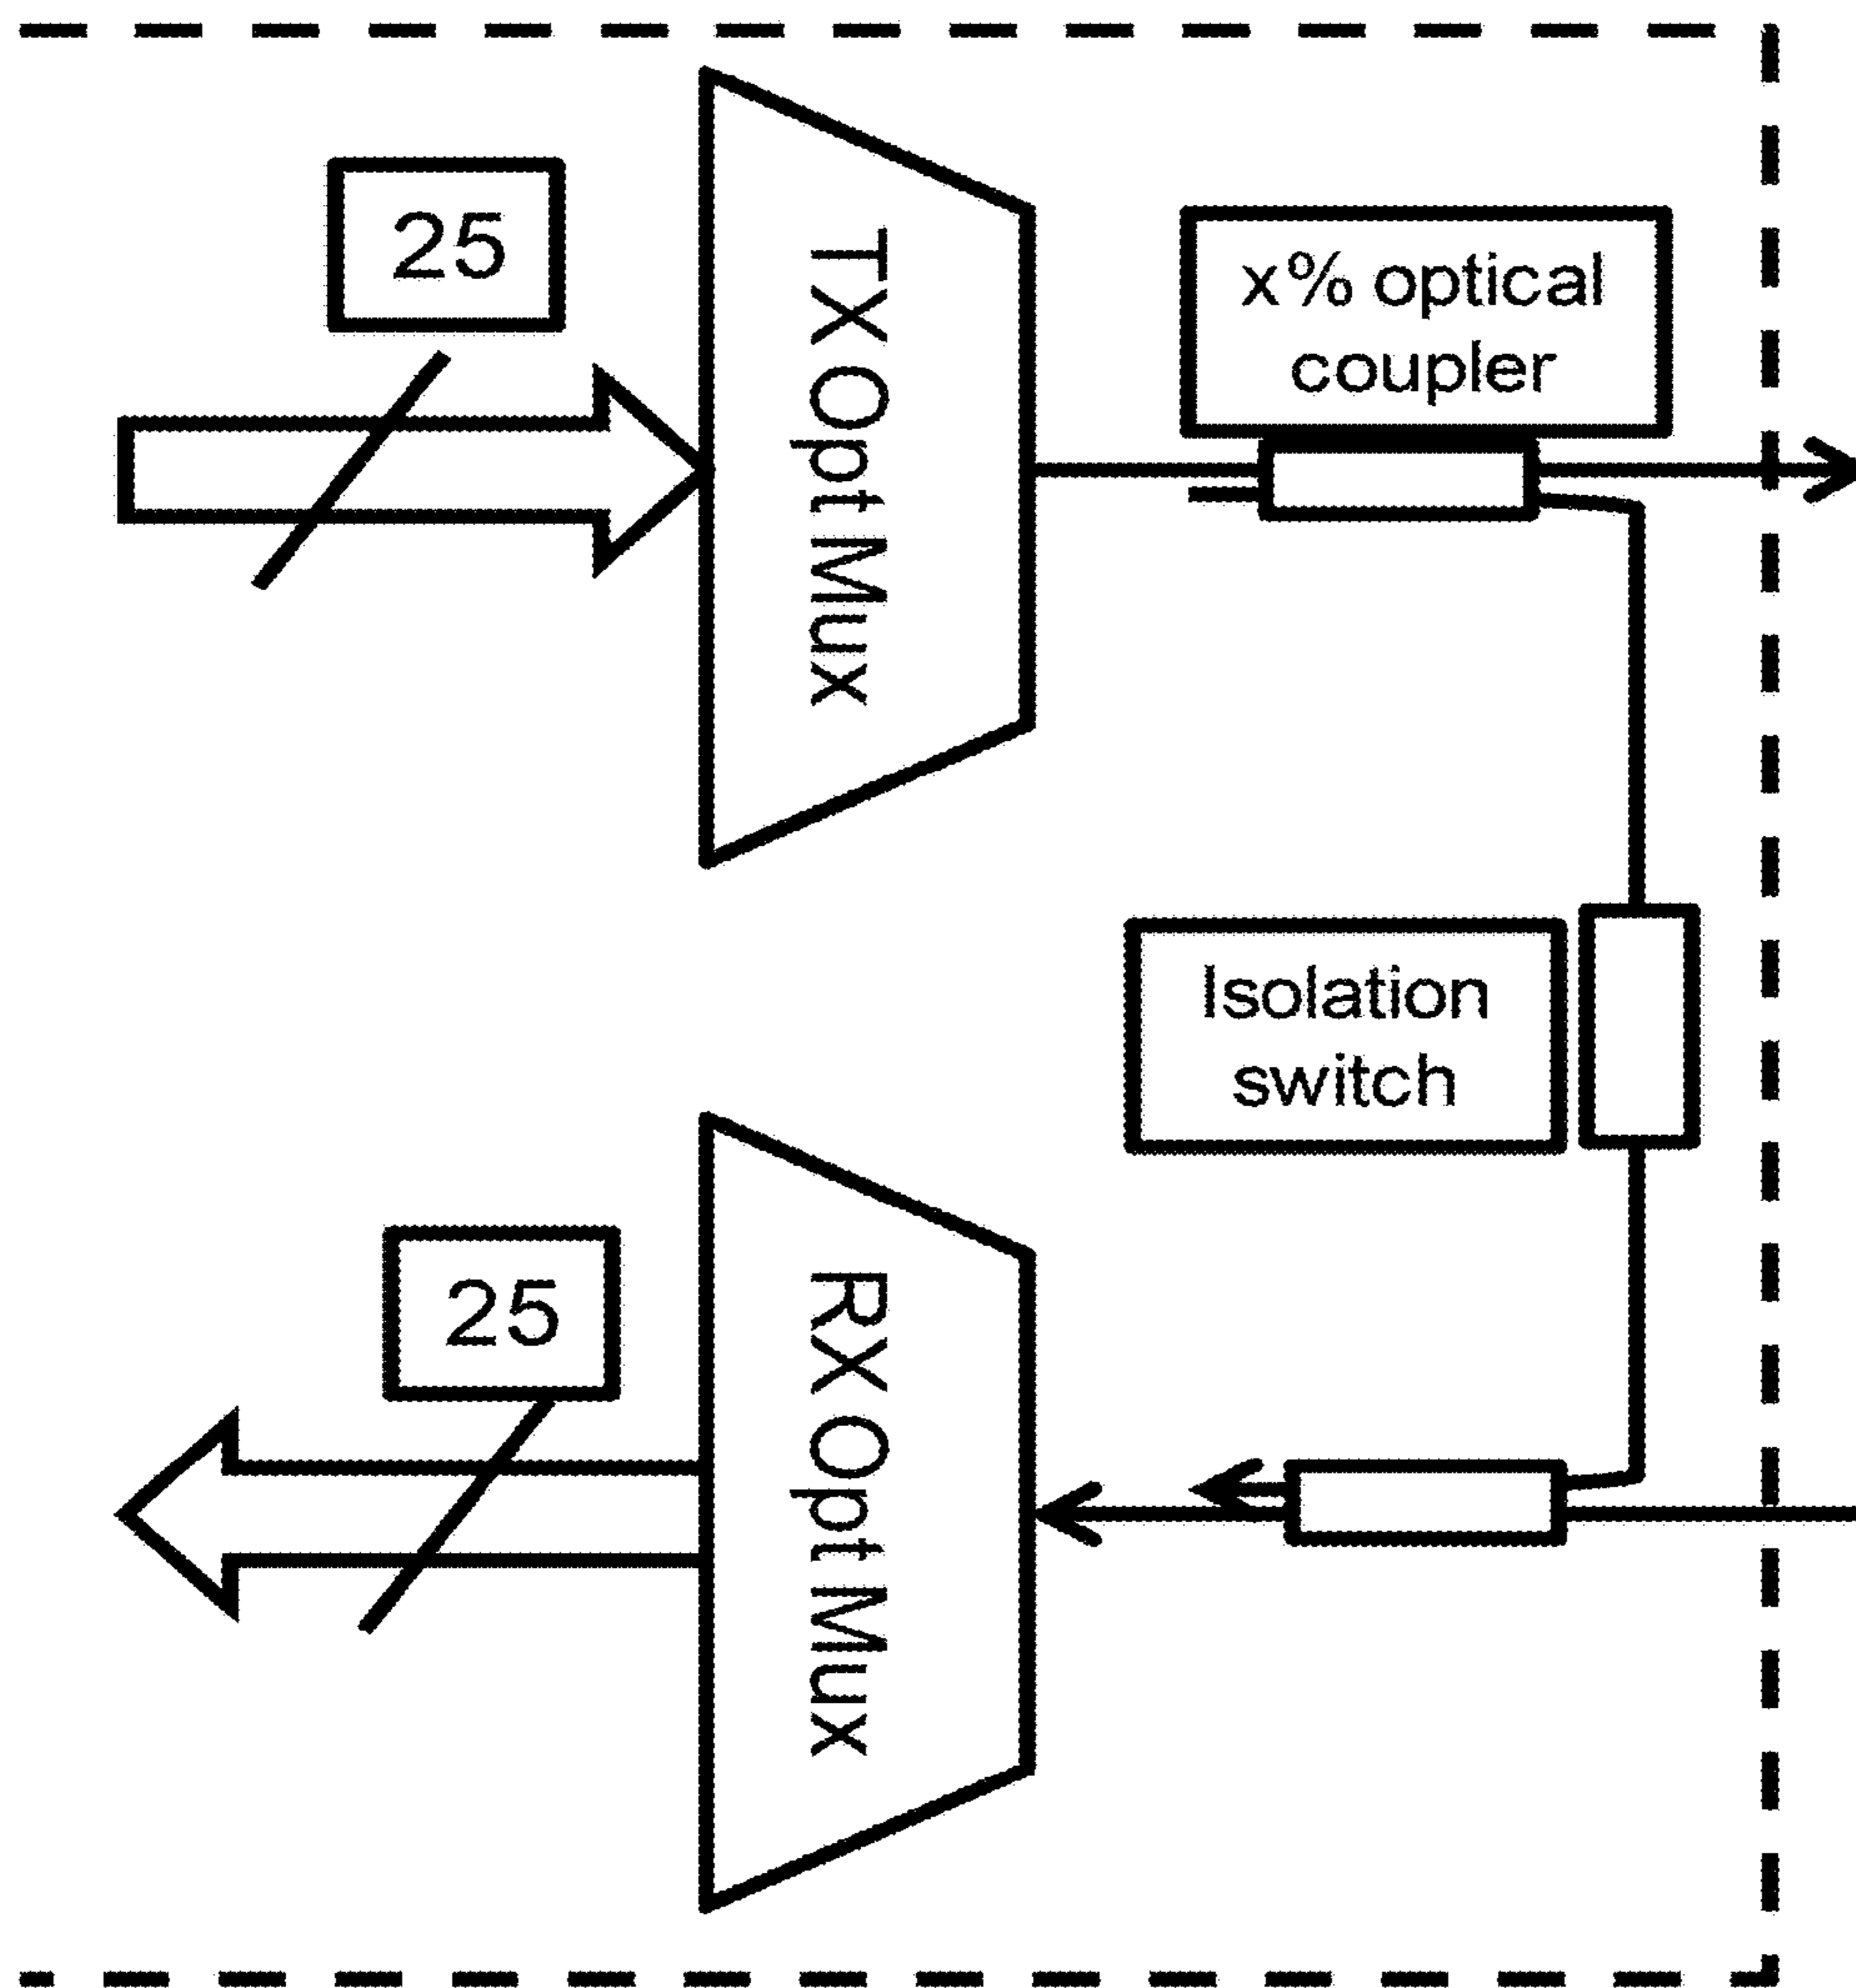 25
TX Opt Mux
x% optical
coupler
Isolation
switch
25
RX Opt Mux